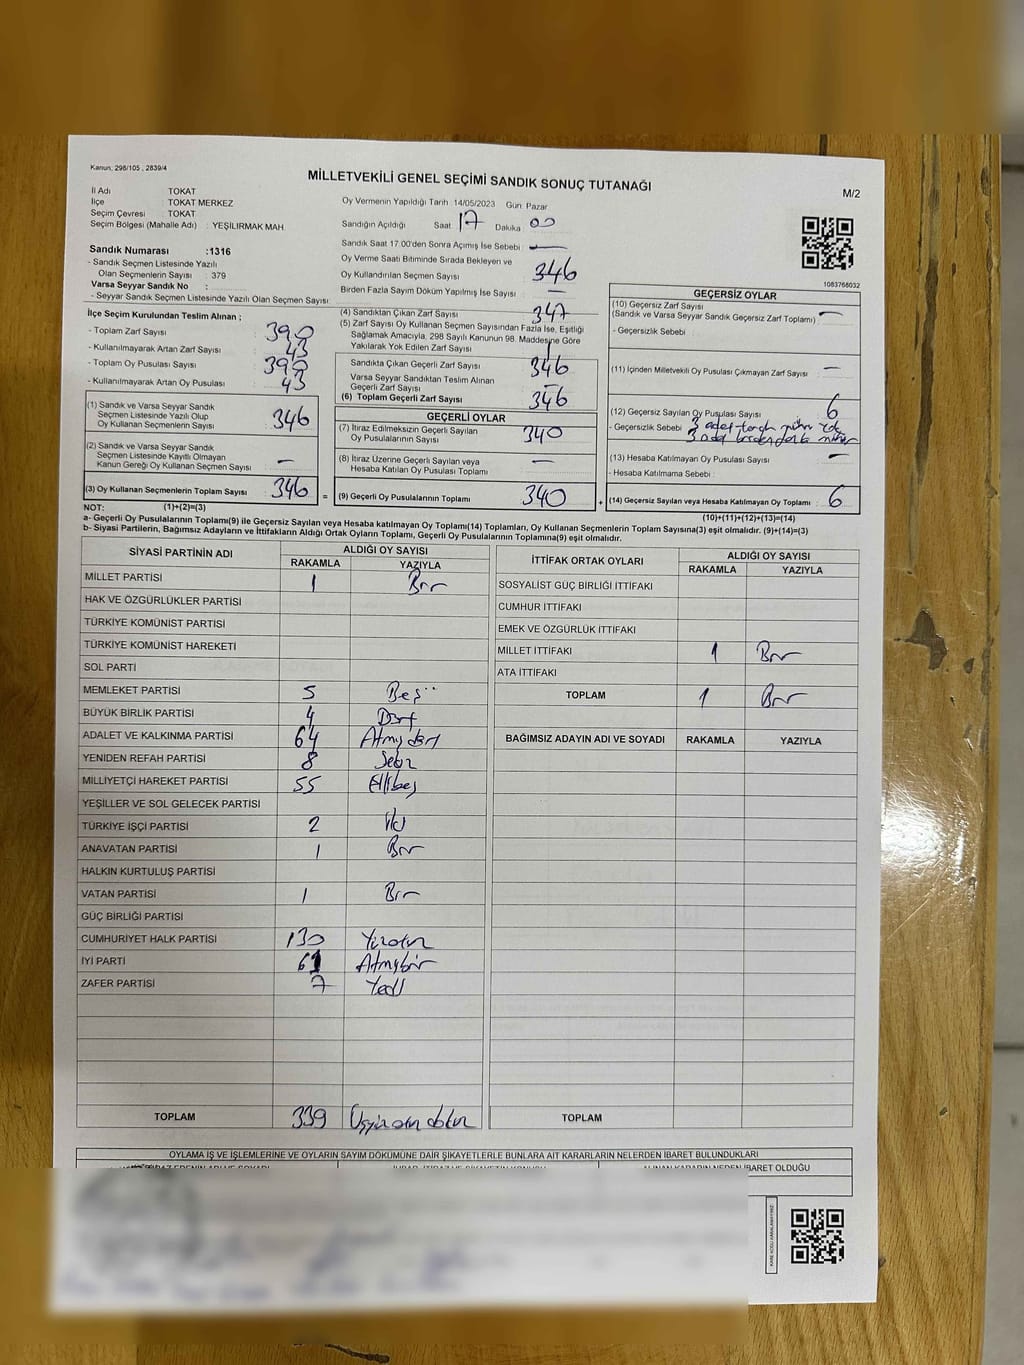 Kanun, 298/105 , 2839/4
MİLLETVEKİLİ GENEL SEÇİMİ SANDIK SONUÇ TUTANAĞI
M/2
İl Adı : TOKAT
İlçe : TOKAT MERKEZ
Seçim Çevresi : TOKAT
Seçim Bölgesi (Mahalle Adı) : YEŞİLIRMAK MAH.
Sandık Numarası :1316
- Sandık Seçmen Listesinde Yazılı
Olan Seçmenlerin Sayısı : 379
Varsa Seyyar Sandık No :
- Seyyar Sandık Seçmen Listesinde Yazılı Olan Seçmen Sayısı :
İlçe Seçim Kurulundan Teslim Alınan ;
- Toplam Zarf Sayısı : 390
- Kullanılmayarak Artan Zarf Sayısı : 43
- Toplam Oy Pusulası Sayısı : 390
- Kullanılmayarak Artan Oy Pusulası : 43
(1) Sandık ve Varsa Seyyar Sandık
Seçmen Listesinde Yazılı Olup
Oy Kullanan Seçmenlerin Sayısı : 346
(2) Sandık ve Varsa Seyyar Sandık
Seçmen Listesinde Kayıtlı Olmayan
Kanun Gereği Oy Kullanan Seçmen Sayısı : -
(3) Oy Kullanan Seçmenlerin Toplam Sayısı : 346
Oy Vermenin Yapıldığı Tarih : 14/05/2023 Gün : Pazar
Sandığın Açıldığı Saat : 17 Dakika : 00
Sandık Saat 17.00'den Sonra Açımış İse Sebebi : -
Oy Verme Saati Bitiminde Sırada Bekleyen ve
Oy Kullandırılan Seçmen Sayısı : 346
Birden Fazla Sayım Döküm Yapılmış İse Sayısı : -
(4) Sandıktan Çıkan Zarf Sayısı : 347
(5) Zarf Sayısı Oy Kullanan Seçmen Sayısından Fazla İse, Eşitliği
Sağlamak Amacıyla, 298 Sayılı Kanunun 98. Maddesine Göre
Yakılarak Yok Edilen Zarf Sayısı : 1
Sandıkta Çıkan Geçerli Zarf Sayısı : 346
Varsa Seyyar Sandıktan Teslim Alınan
Geçerli Zarf Sayısı : -
(6) Toplam Geçerli Zarf Sayısı : 346
GEÇERLİ OYLAR
(7) İtiraz Edilmeksizin Geçerli Sayılan
Oy Pusulalarının Sayısı : 340
(8) İtiraz Üzerine Geçerli Sayılan veya
Hesaba Katılan Oy Pusulası Toplamı : -
= (9) Geçerli Oy Pusulalarının Toplamı : 340
1083768032
GEÇERSİZ OYLAR
(10) Geçersiz Zarf Sayısı
(Sandık ve Varsa Seyyar Sandık Geçersiz Zarf Toplamı) : -
- Geçersizlik Sebebi :
(11) İçinden Milletvekili Oy Pusulası Çıkmayan Zarf Sayısı : -
(12) Geçersiz Sayılan Oy Pusulası Sayısı : 6
- Geçersizlik Sebebi : 3 adet tercih mühür yok
3 adet birden fazla mühür
(13) Hesaba Katılmayan Oy Pusulası Sayısı : -
- Hesaba Katılmama Sebebi :
+ (14) Geçersiz Sayılan veya Hesaba Katılmayan Oy Toplamı : 6
NOT: (1)+(2)=(3)
(10)+(11)+(12)+(13)=(14)
a- Geçerli Oy Pusulalarının Toplamı(9) ile Geçersiz Sayılan veya Hesaba katılmayan Oy Toplamı(14) Toplamları, Oy Kullanan Seçmenlerin Toplam Sayısına(3) eşit olmalıdır. (9)+(14)=(3)
b- Siyasi Partilerin, Bağımsız Adayların ve İttifakların Aldığı Ortak Oyların Toplamı, Geçerli Oy Pusulalarının Toplamına(9) eşit olmalıdır.
SİYASİ PARTİNİN ADI ALDIĞI OY SAYISI
RAKAMLA YAZIYLA
MİLLET PARTİSİ 1 Bir
HAK VE ÖZGÜRLÜKLER PARTİSİ
TÜRKİYE KOMÜNİST PARTİSİ
TÜRKİYE KOMÜNİST HAREKETİ
SOL PARTİ
MEMLEKET PARTİSİ 5 Beş
BÜYÜK BİRLİK PARTİSİ 4 Dört
ADALET VE KALKINMA PARTİSİ 64 Atmışdört
YENİDEN REFAH PARTİSİ 8 Sekiz
MİLLİYETÇİ HAREKET PARTİSİ 55 Ellibeş
YEŞİLLER VE SOL GELECEK PARTİSİ
TÜRKİYE İŞÇİ PARTİSİ 2 İki
ANAVATAN PARTİSİ 1 Bir
HALKIN KURTULUŞ PARTİSİ
VATAN PARTİSİ 1 Bir
GÜÇ BİRLİĞİ PARTİSİ
CUMHURİYET HALK PARTİSİ 130 Yüzotuz
İYİ PARTİ 61 Atmışbir
ZAFER PARTİSİ 7 Yedi
TOPLAM 339 Üçyüzotuzdokuz
İTTİFAK ORTAK OYLARI ALDIĞI OY SAYISI
RAKAMLA YAZIYLA
SOSYALİST GÜÇ BİRLİĞİ İTTİFAKI
CUMHUR İTTİFAKI
EMEK VE ÖZGÜRLÜK İTTİFAKI
MİLLET İTTİFAKI 1 Bir
ATA İTTİFAKI
TOPLAM 1 Bir
BAĞIMSIZ ADAYIN ADI VE SOYADI RAKAMLA YAZIYLA
TOPLAM
OYLAMA İŞ VE İŞLEMLERİNE VE OYLARIN SAYIM DÖKÜMÜNE DAİR ŞİKAYETLERLE BUNLARA AİT KARARLARIN NELERDEN İBARET BULUNDUKLARI
ALINAN KARARIN NEDEN İBARET OLDUĞU